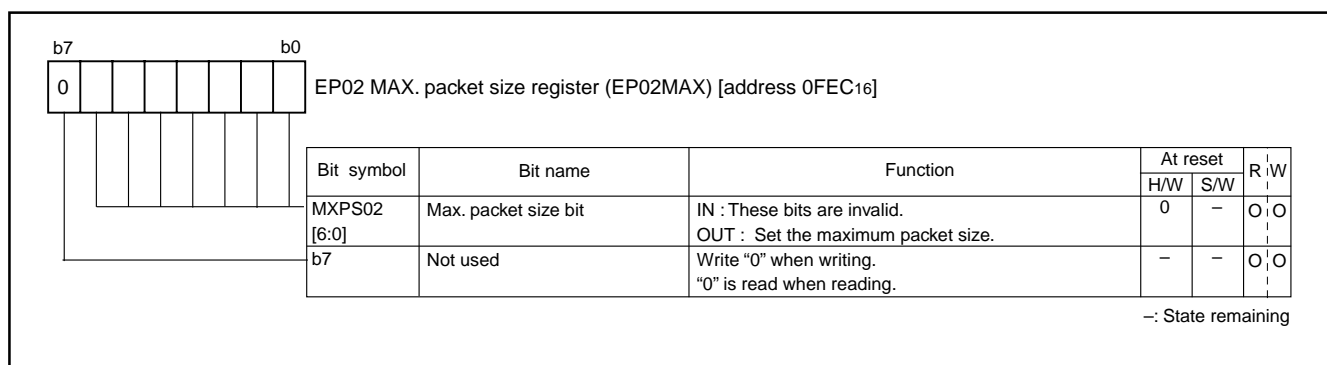 b7 b0
0 EP02 MAX. packet size register (EP02MAX) [address 0FEC16]
Bit symbol Bit name Function At reset R W
H/W S/W
MXPS02 Max. packet size bit IN : These bits are invalid. 0 – O O
[6:0] OUT : Set the maximum packet size.
b7 Not used Write “0” when writing. – – O O
“0” is read when reading.
–: State remaining